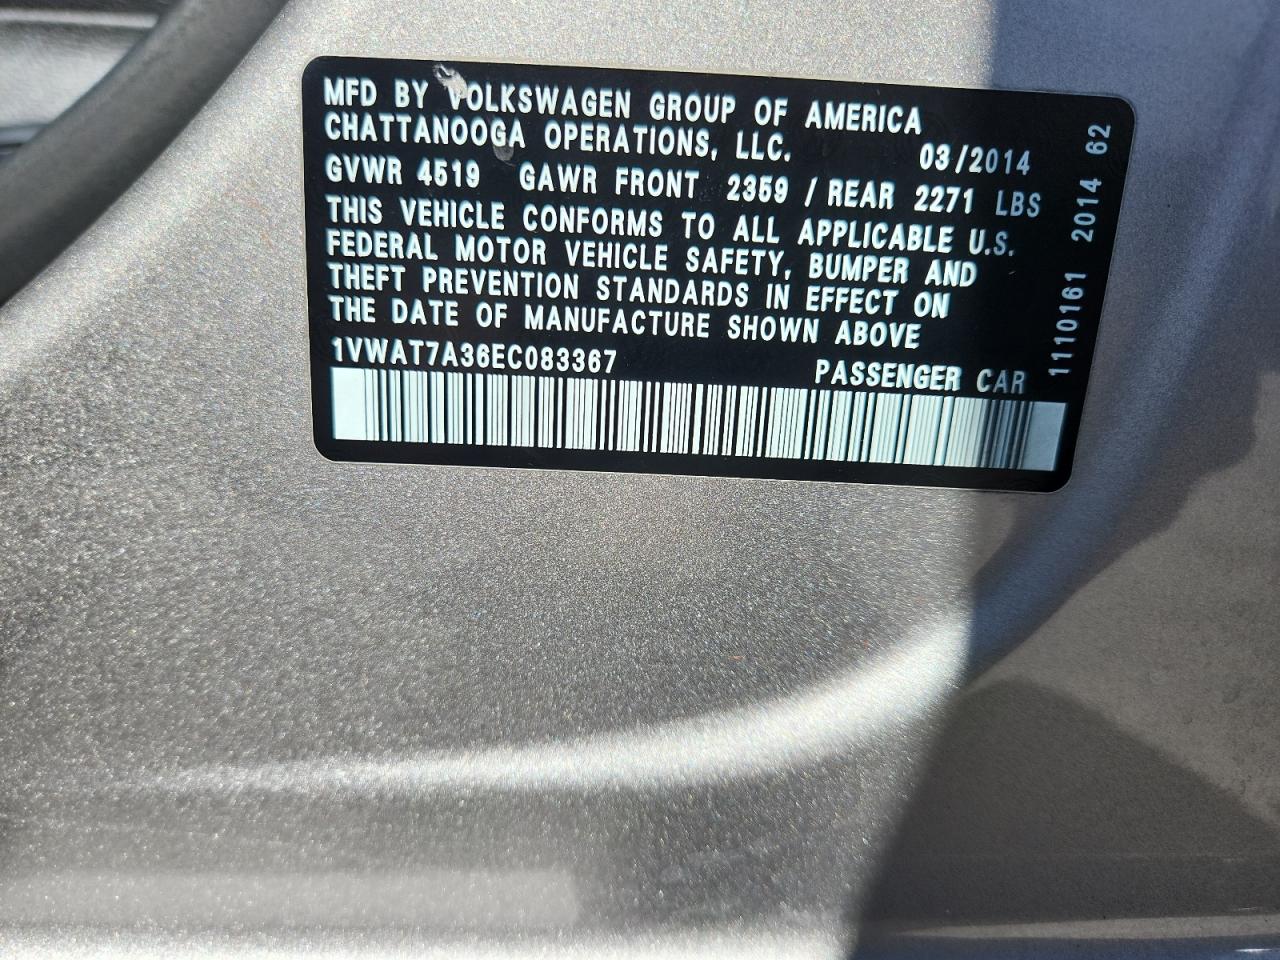 MFD BY VOLKSWAGEN GROUP OF AMERICA
CHATTANOOGA OPERATIONS, LLC. 03/2014
GVWR 4519 GAWR FRONT 2359 / REAR 2271 LBS
THIS VEHICLE CONFORMS TO ALL APPLICABLE U.S.
FEDERAL MOTOR VEHICLE SAFETY, BUMPER AND
THEFT PREVENTION STANDARDS IN EFFECT ON
THE DATE OF MANUFACTURE SHOWN ABOVE
1VWAT7A36EC083367 PASSENGER CAR
1110161 2014 62